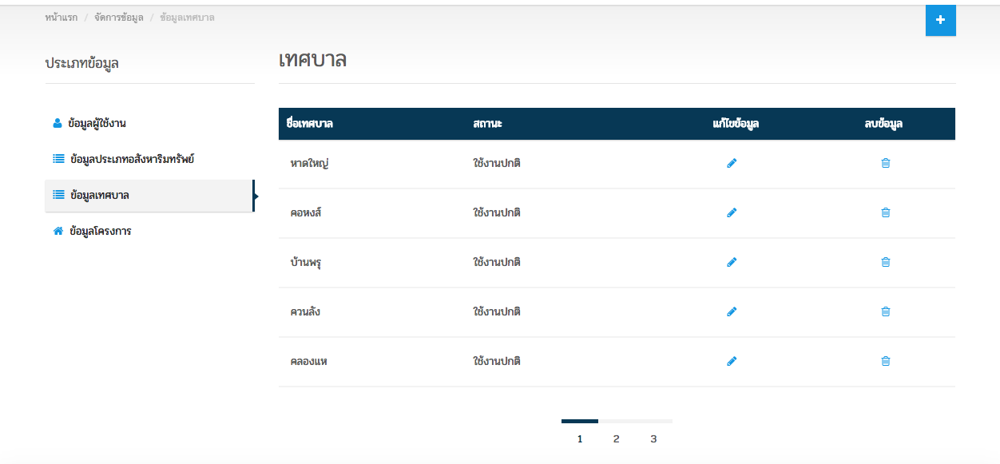 หน้าแรก / จัดการข้อมูล / ข้อมูลเทศบาล
+
ประเภทข้อมูล
ข้อมูลผู้ใช้งาน
ข้อมูลประเภทอสังหาริมทรัพย์
ข้อมูลเทศบาล
ข้อมูลโครงการ
เทศบาล
ชื่อเทศบาล สถานะ แก้ไขข้อมูล ลบข้อมูล
หาดใหญ่ ใช้งานปกติ
คอหงส์ ใช้งานปกติ
บ้านพรุ ใช้งานปกติ
ควนลัง ใช้งานปกติ
คลองแห ใช้งานปกติ
1 2 3